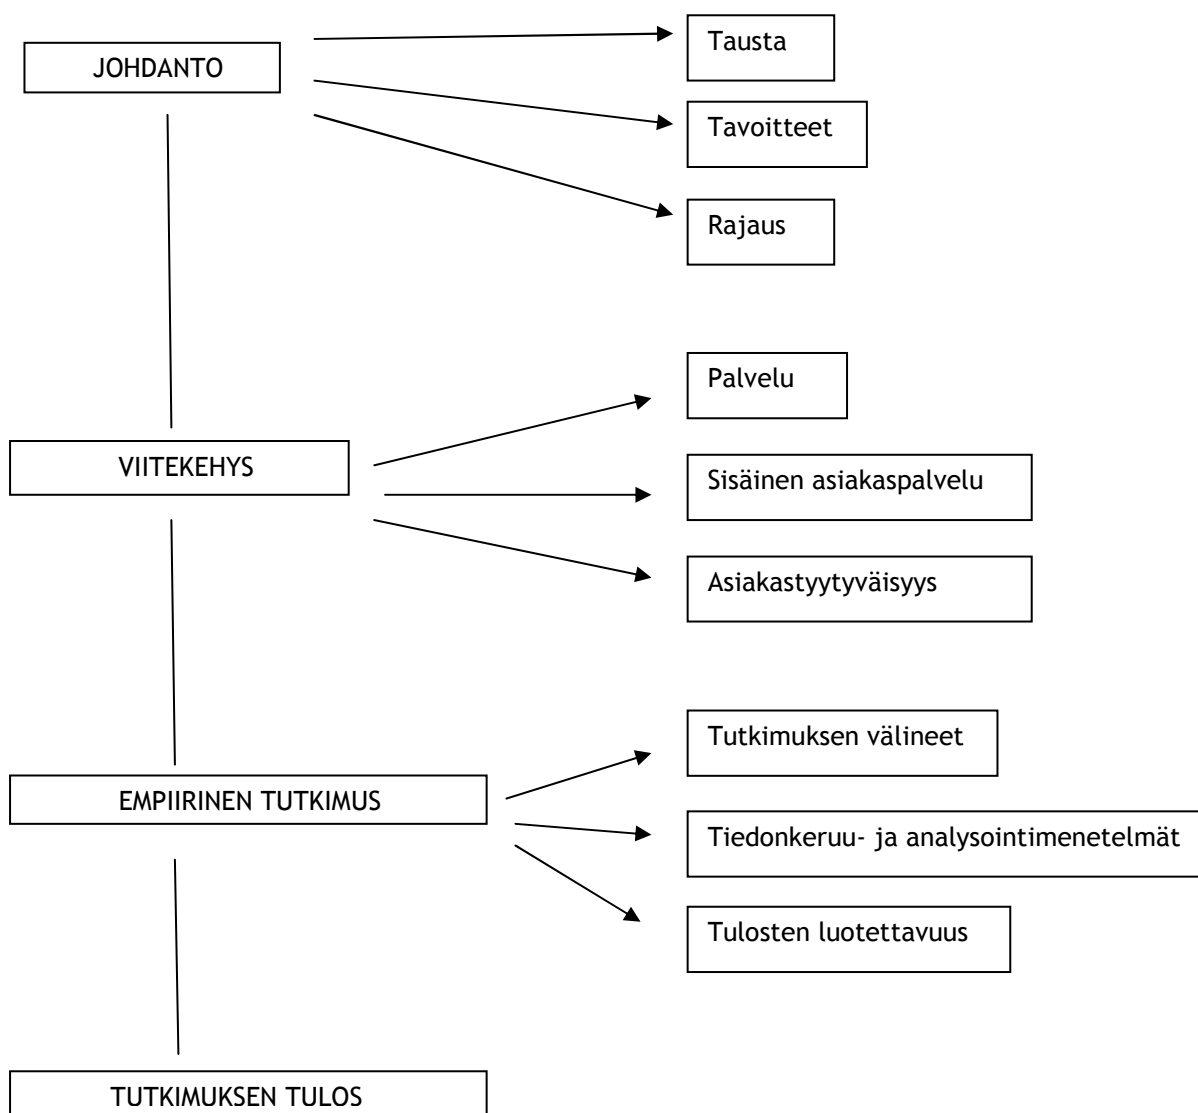 JOHDANTO
Tausta
Tavoitteet
Rajaus
VIITEKEHYS
Palvelu
Sisäinen asiakaspalvelu
Asiakastyytyväisyys
EMPIIRINEN TUTKIMUS
Tutkimuksen välineet
Tiedonkeruu- ja analysointimenetelmät
Tulosten luotettavuus
TUTKIMUKSEN TULOS